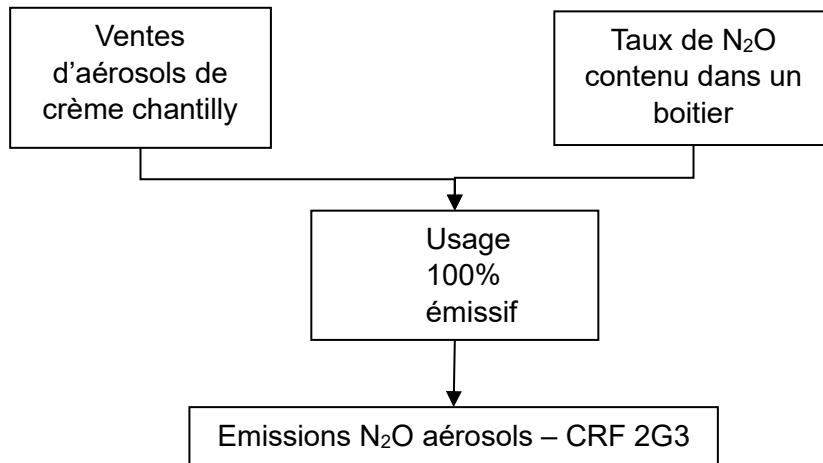 Ventes
d’aérosols de
crème chantilly
Taux de N₂O
contenu dans un
boitier
Usage
100%
émissif
Emissions N₂O aérosols – CRF 2G3